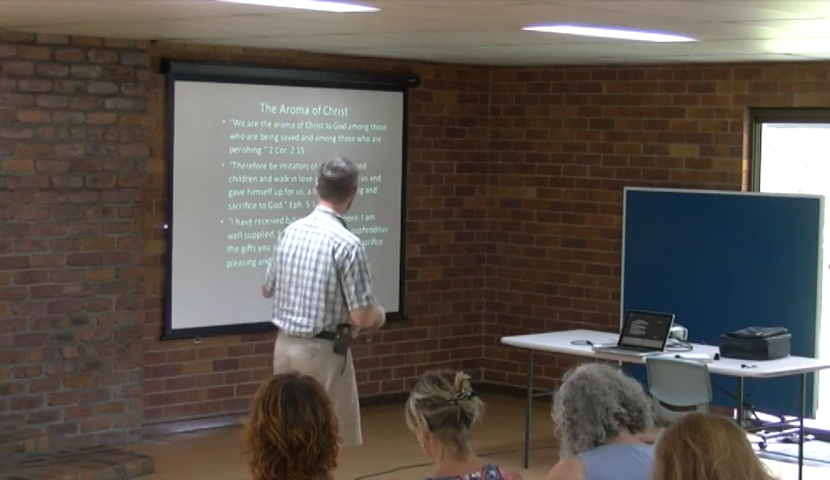 The Aroma of Christ
• "We are the aroma of Christ to God among those
who are being saved and among those who are
perishing." 2 Cor. 2:15
• "Therefore be imitators of
children and walk in love
gave himself up for us, a and
sacrifice to God." Eph. 5
• "I have received I am
well supplied,
the gifts you
pleasing and